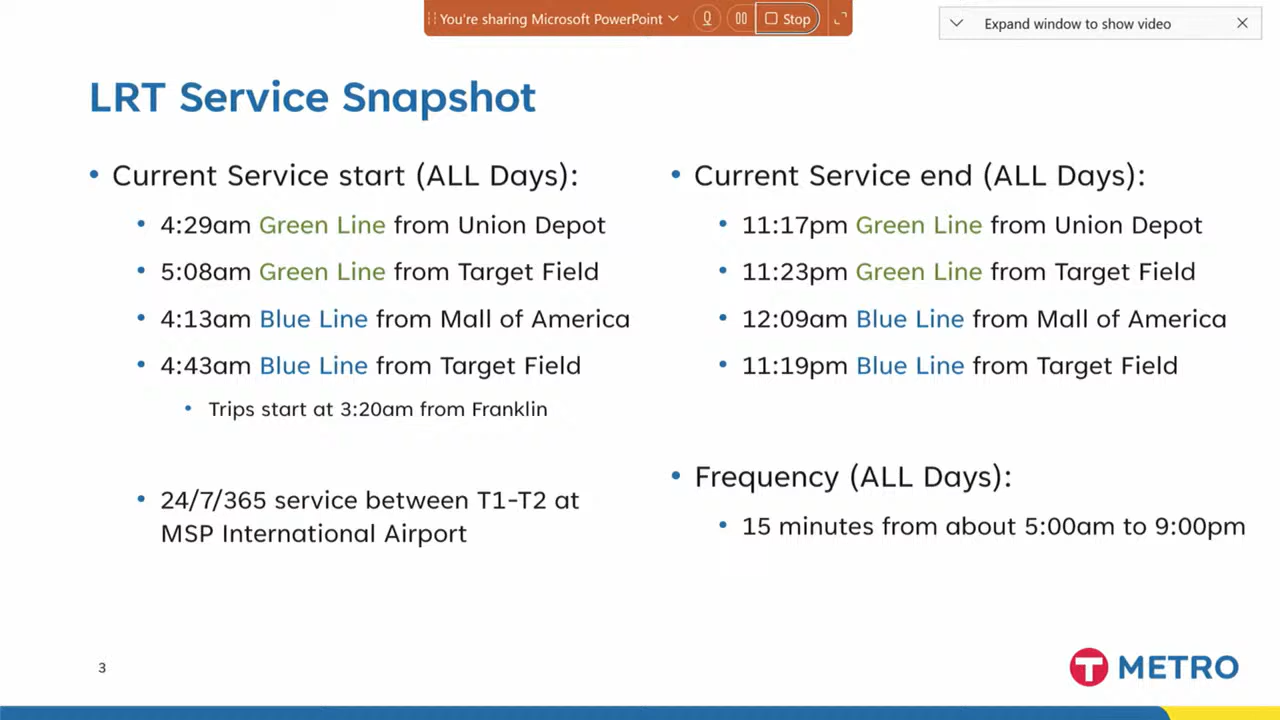 You're sharing Microsoft PowerPoint
Stop
Expand window to show video
LRT Service Snapshot
• Current Service start (ALL Days):
• 4:29am Green Line from Union Depot
• 5:08am Green Line from Target Field
• 4:13am Blue Line from Mall of America
• 4:43am Blue Line from Target Field
• Trips start at 3:20am from Franklin
• 24/7/365 service between T1-T2 at
MSP International Airport
• Current Service end (ALL Days):
• 11:17pm Green Line from Union Depot
• 11:23pm Green Line from Target Field
• 12:09am Blue Line from Mall of America
• 11:19pm Blue Line from Target Field
• Frequency (ALL Days):
• 15 minutes from about 5:00am to 9:00pm
3
T METRO